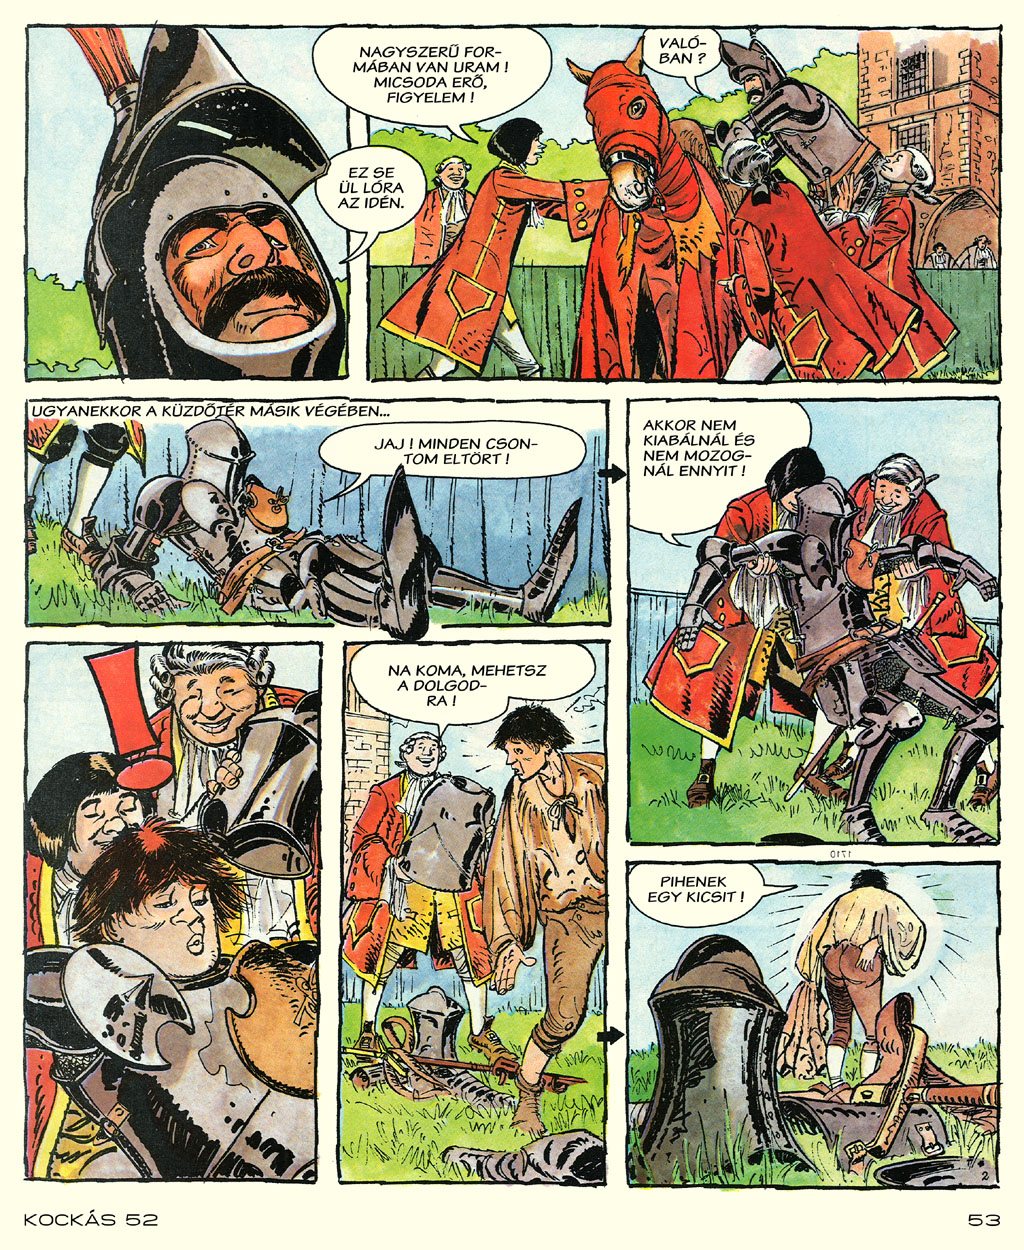 NAGYSZERŰ FOR-
MÁBAN VAN URAM !
MICSODA ERŐ,
FIGYELEM !
VALÓ-
BAN ?
EZ SE
ÜL LÓRA
AZ IDÉN.
UGYANEKKOR A KÜZDŐTÉR MÁSIK VÉGÉBEN...
JAJ ! MINDEN CSON-
TOM ELTÖRT !
AKKOR NEM
KIABÁLNÁL ÉS
NEM MOZOG-
NÁL ENNYIT !
!
NA KOMA, MEHETSZ
A DOLGOD-
RA !
1710
PIHENEK
EGY KICSIT !
2
KOCKÁS 52
53